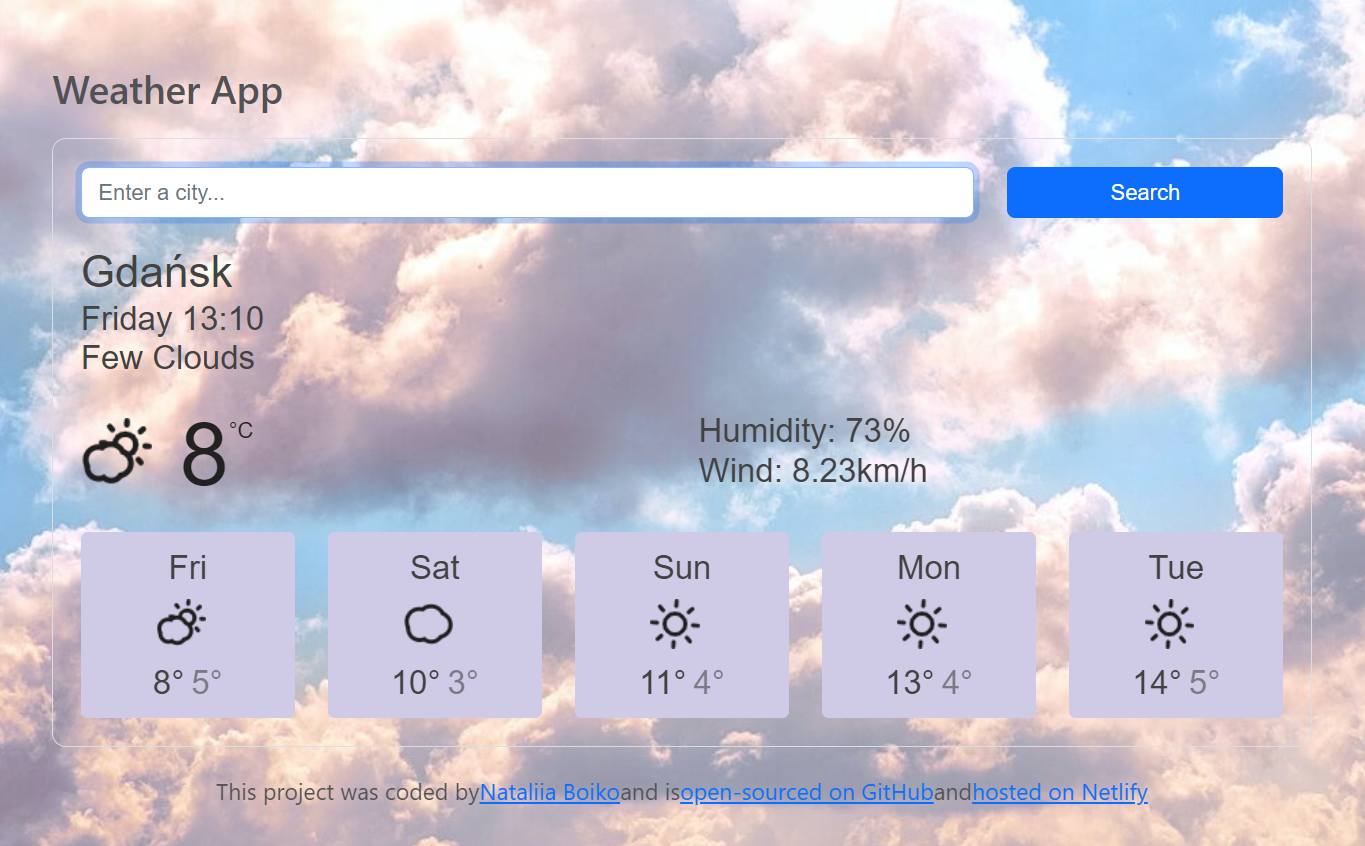 Weather App
Enter a city...
Search
Gdańsk
Friday 13:10
Few Clouds
8°C
Humidity: 73%
Wind: 8.23km/h
Fri
8° 5°
Sat
10° 3°
Sun
11° 4°
Mon
13° 4°
Tue
14° 5°
This project was coded byNataliia Boikoand isopen-sourced on GitHubandhosted on Netlify